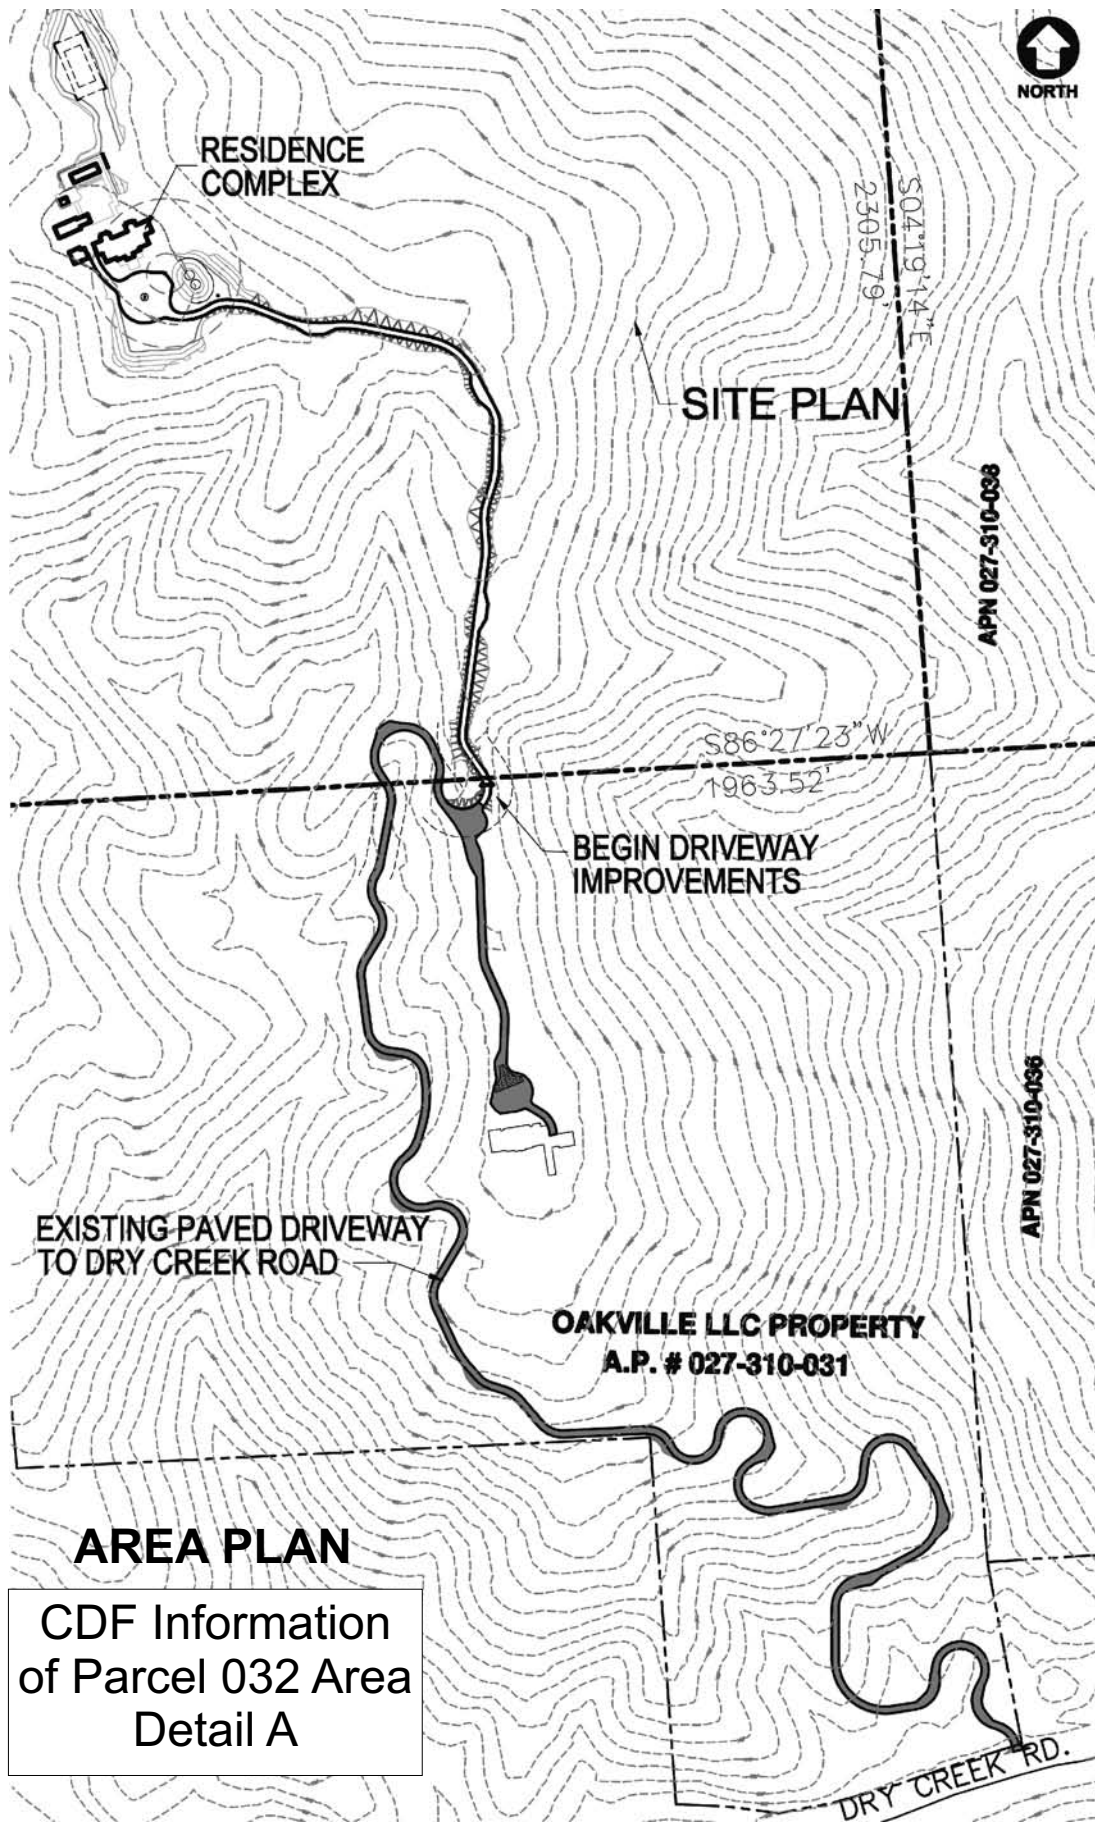 NORTH
RESIDENCE
COMPLEX
S04°19'14"E
2305.79'
SITE PLAN
APN 027-310-038
S86°27'23"W
1963.52'
BEGIN DRIVEWAY
IMPROVEMENTS
APN 027-310-036
EXISTING PAVED DRIVEWAY
TO DRY CREEK ROAD
OAKVILLE LLC PROPERTY
A.P. # 027-310-031
AREA PLAN
CDF Information
of Parcel 032 Area
Detail A
DRY CREEK RD.